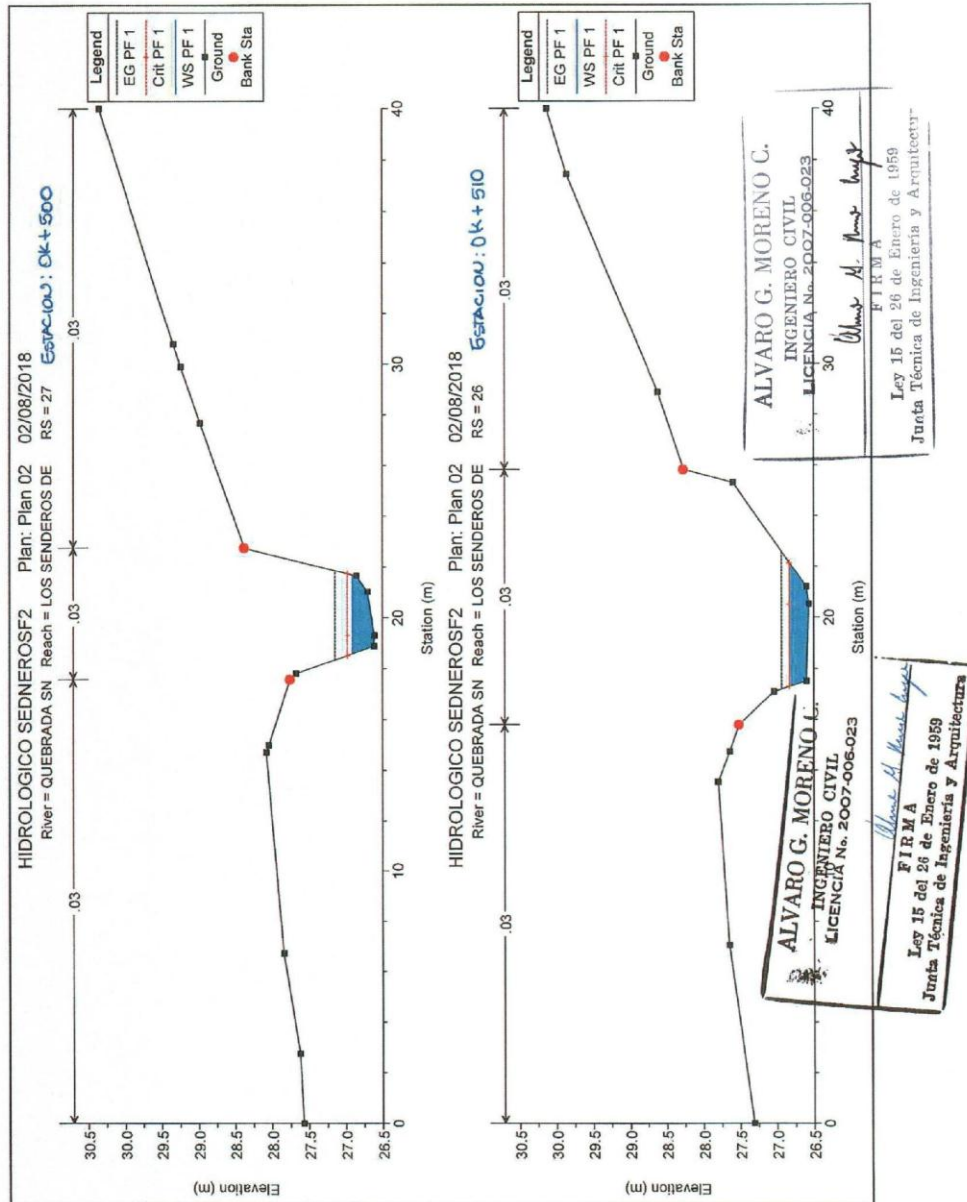 HIDROLOGICO SEDNEROSF2 Plan: Plan 02 02/08/2018
River = QUEBRADA SN Reach = LOS SENDEROS DE RS = 27
ESTACION: 0K+500
.03
.03
.03
Legend
EG PF 1
Crit PF 1
WS PF 1
Ground
Bank Sta
Elevation (m)
30.5
30.0
29.5
29.0
28.5
28.0
27.5
27.0
26.5
0
10
20
30
40
Station (m)
HIDROLOGICO SEDNEROSF2 Plan: Plan 02 02/08/2018
River = QUEBRADA SN Reach = LOS SENDEROS DE RS = 26
ESTACION: 0K+510
.03
.03
.03
Legend
EG PF 1
WS PF 1
Crit PF 1
Ground
Bank Sta
Elevation (m)
30.5
30.0
29.5
29.0
28.5
28.0
27.5
27.0
26.5
0
10
20
30
40
Station (m)
ALVARO G. MORENO C.
INGENIERO CIVIL
LICENCIA No. 2007-006-023
FIRMA
Ley 15 del 26 de Enero de 1959
Junta Técnica de Ingeniería y Arquitectura
ALVARO G. MORENO C.
INGENIERO CIVIL
LICENCIA No. 2007-006-023
FIRMA
Ley 15 del 26 de Enero de 1959
Junta Técnica de Ingeniería y Arquitectur